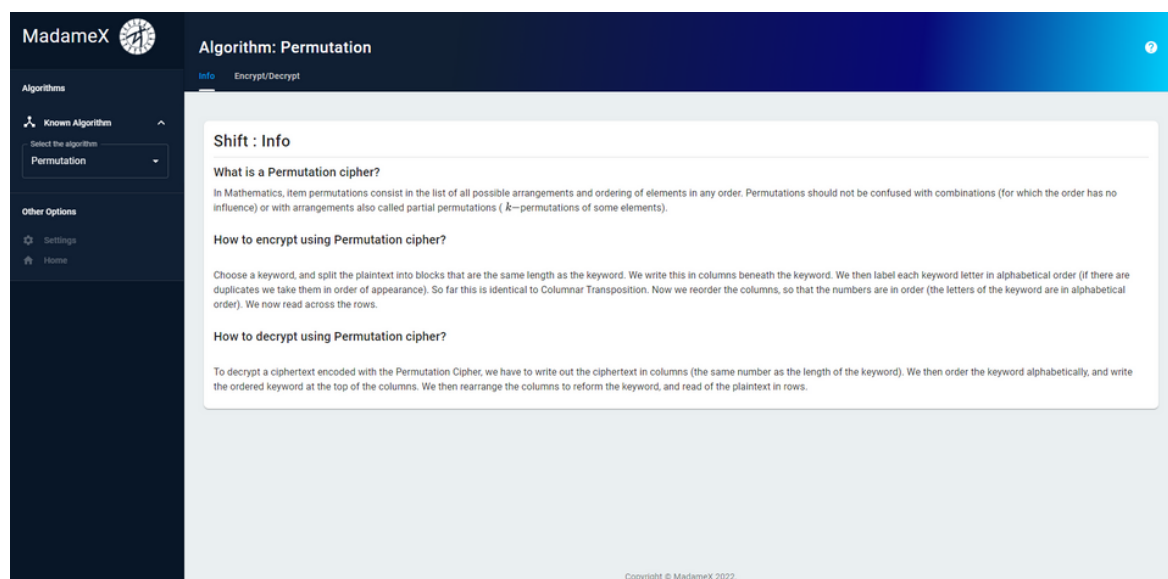 MadameX
Algorithms
Known Algorithm
Select the algorithm
Permutation
Other Options
Settings
Home
Algorithm: Permutation
?
Info Encrypt/Decrypt
Shift : Info
What is a Permutation cipher?
In Mathematics, item permutations consist in the list of all possible arrangements and ordering of elements in any order. Permutations should not be confused with combinations (for which the order has no
influence) or with arrangements also called partial permutations ( k−permutations of some elements).
How to encrypt using Permutation cipher?
Choose a keyword, and split the plaintext into blocks that are the same length as the keyword. We write this in columns beneath the keyword. We then label each keyword letter in alphabetical order (if there are
duplicates we take them in order of appearance). So far this is identical to Columnar Transposition. Now we reorder the columns, so that the numbers are in order (the letters of the keyword are in alphabetical
order). We now read across the rows.
How to decrypt using Permutation cipher?
To decrypt a ciphertext encoded with the Permutation Cipher, we have to write out the ciphertext in columns (the same number as the length of the keyword). We then order the keyword alphabetically, and write
the ordered keyword at the top of the columns. We then rearrange the columns to reform the keyword, and read of the plaintext in rows.
Copyright © MadameX 2022.